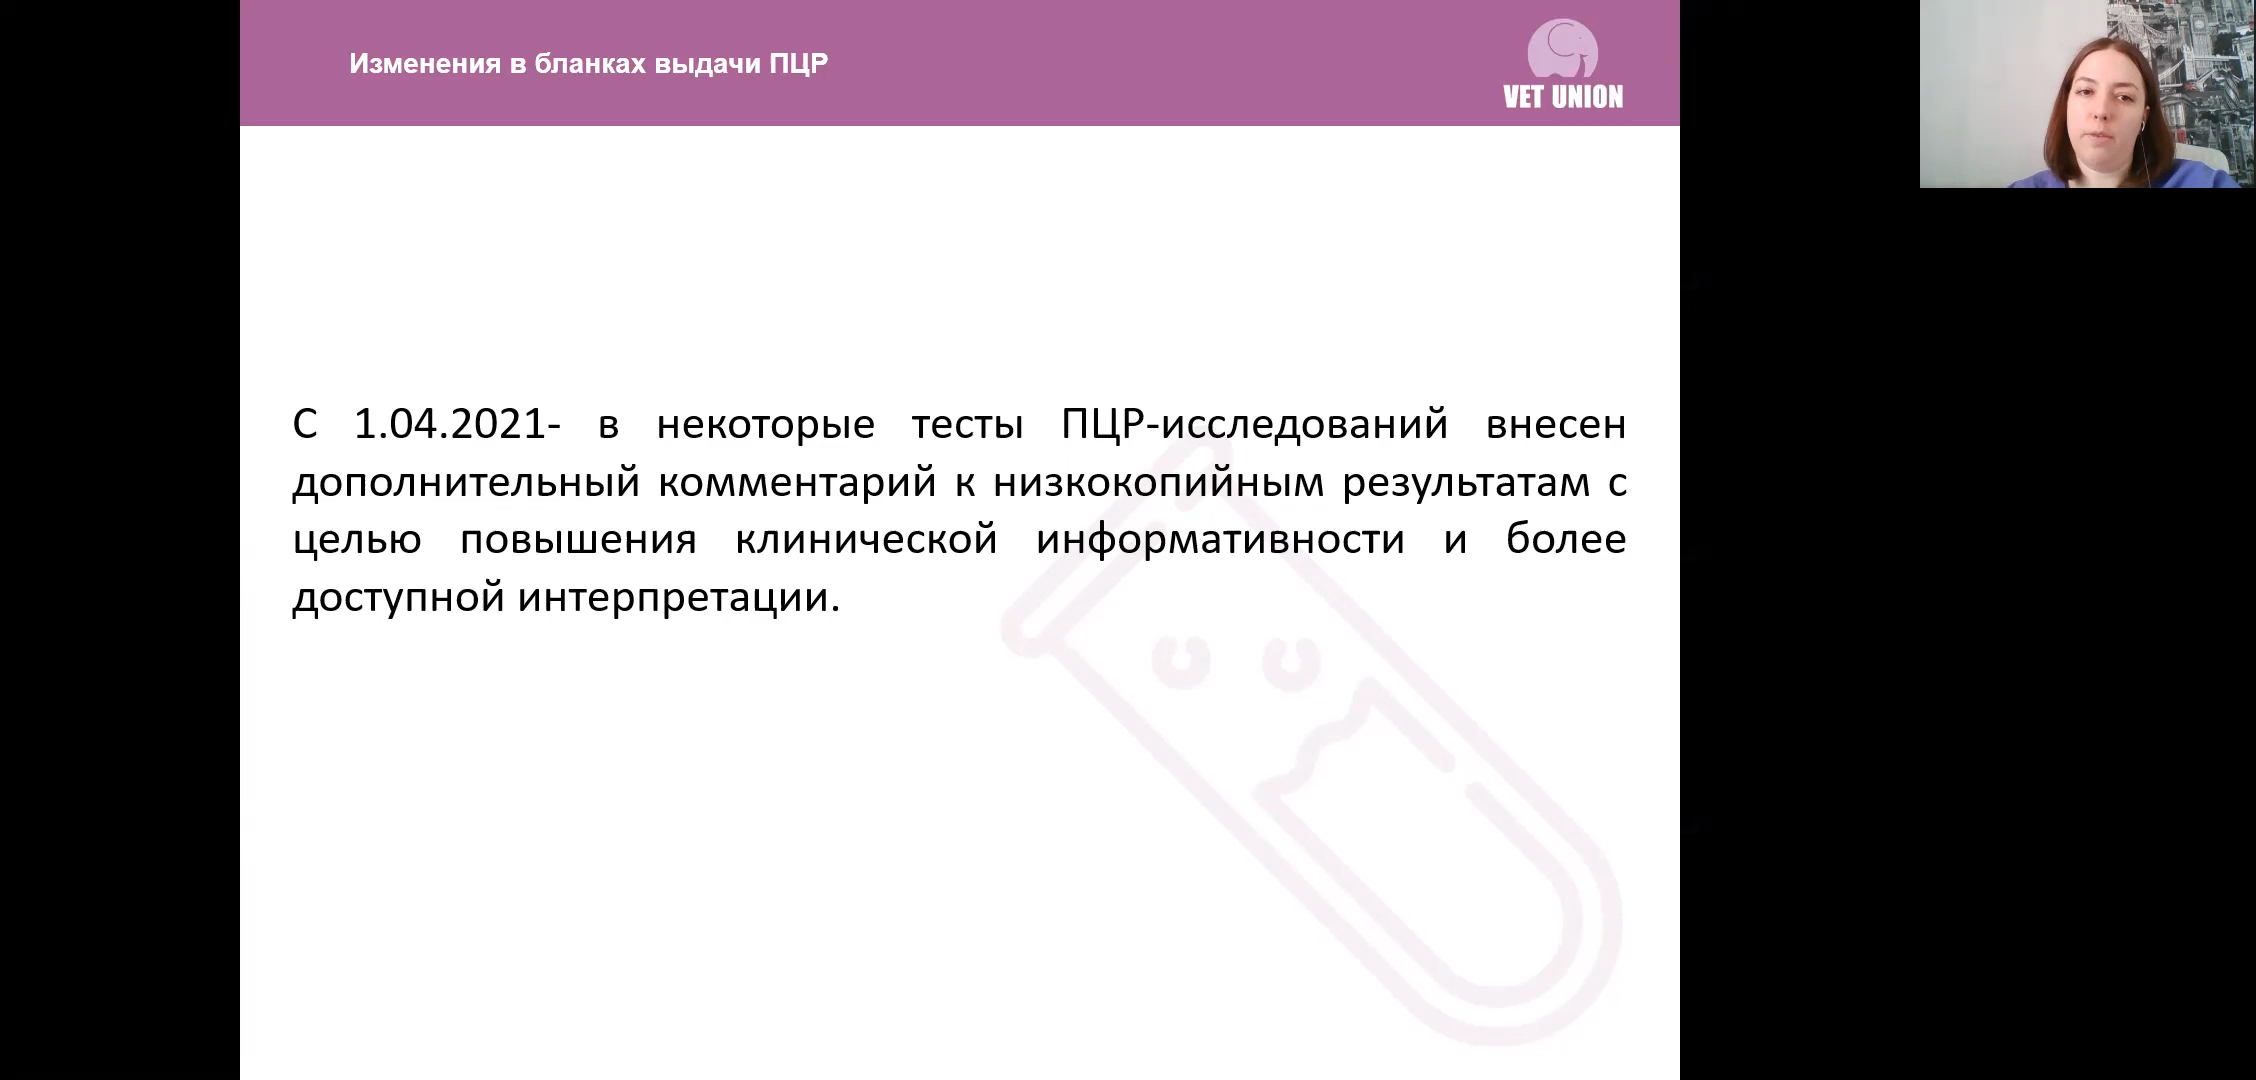 Изменения в бланках выдачи ПЦР
VET UNION
С 1.04.2021- в некоторые тесты ПЦР-исследований внесен
дополнительный комментарий к низкокопийным результатам с
целью повышения клинической информативности и более
доступной интерпретации.